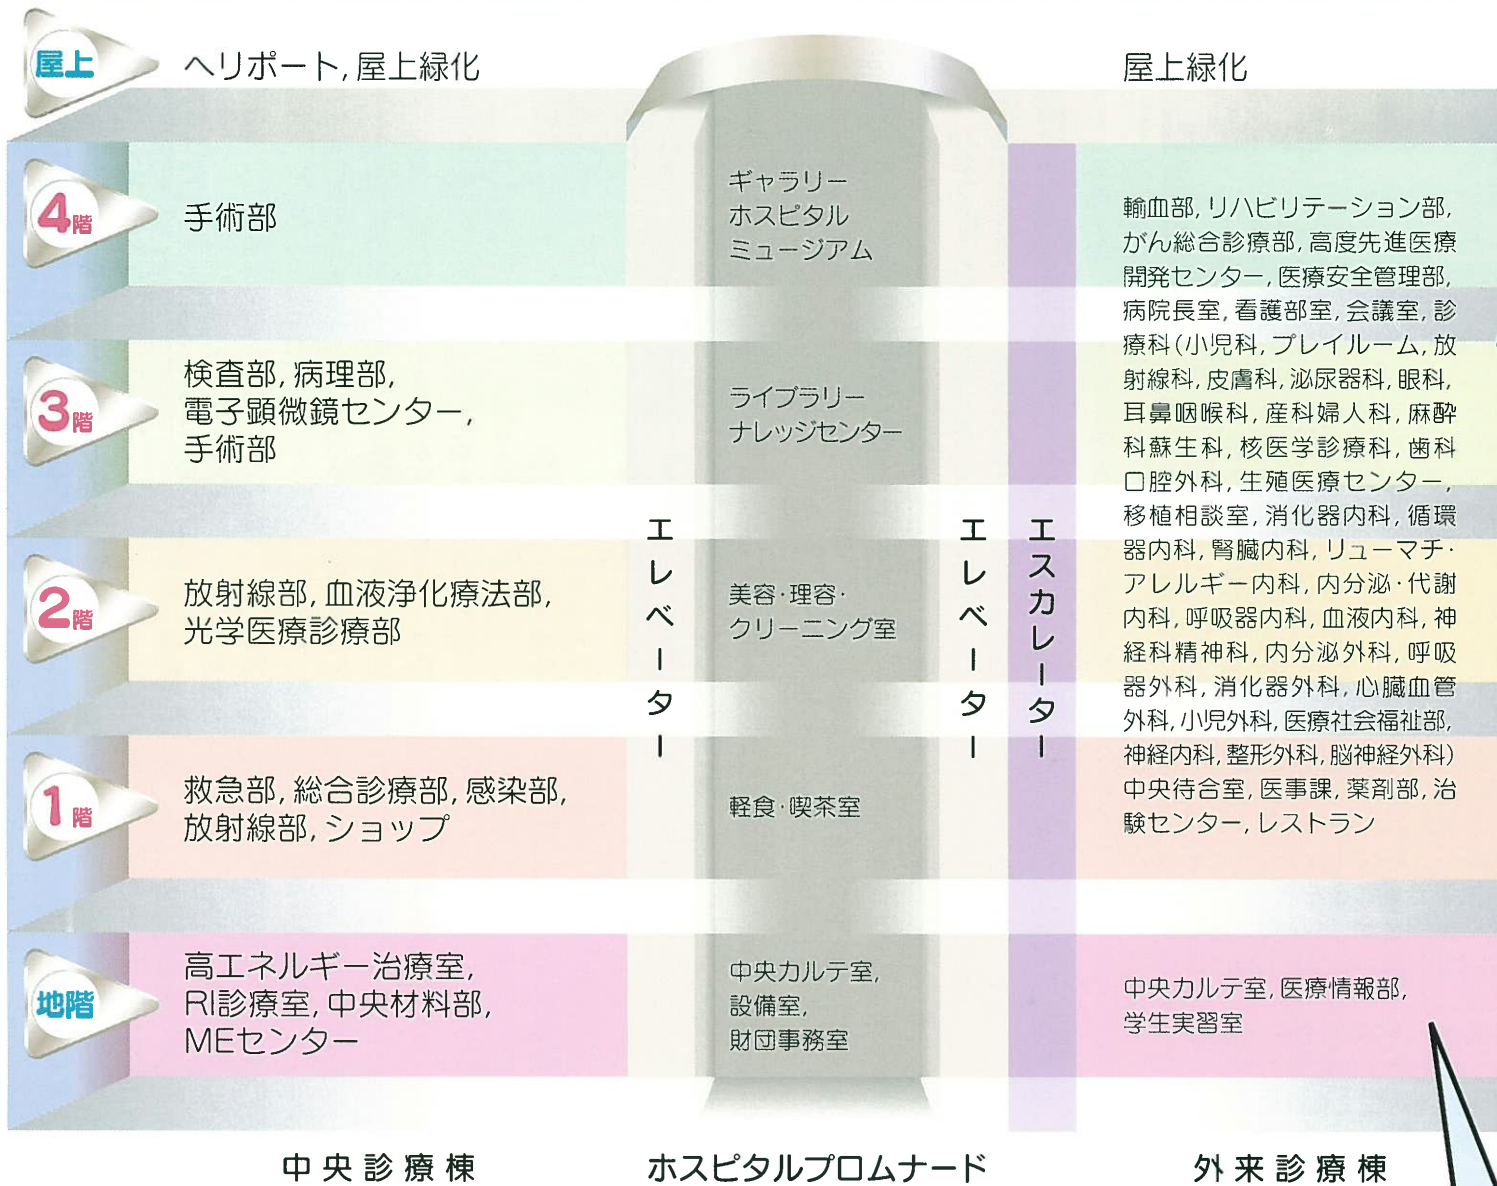 屋上
ヘリポート, 屋上緑化
屋上緑化
4階
手術部
ギャラリー
ホスピタル
ミュージアム
3階
検査部, 病理部,
電子顕微鏡センター,
手術部
ライブラリー
ナレッジセンター
2階
放射線部, 血液浄化療法部,
光学医療診療部
美容・理容・
クリーニング室
1階
救急部, 総合診療部, 感染部,
放射線部, ショップ
軽食・喫茶室
地階
高エネルギー治療室,
RI診療室, 中央材料部,
MEセンター
中央カルテ室,
設備室,
財団事務室
エレベーター
エレベーター
エスカレーター
輸血部, リハビリテーション部,
がん総合診療部, 高度先進医療
開発センター, 医療安全管理部,
病院長室, 看護部室, 会議室, 診
療科(小児科, プレイルーム, 放
射線科, 皮膚科, 泌尿器科, 眼科,
耳鼻咽喉科, 産科婦人科, 麻酔
科蘇生科, 核医学診療科, 歯科
口腔外科, 生殖医療センター,
移植相談室, 消化器内科, 循環
器内科, 腎臓内科, リューマチ・
アレルギー内科, 内分泌・代謝
内科, 呼吸器内科, 血液内科, 神
経科精神科, 内分泌外科, 呼吸
器外科, 消化器外科, 心臓血管
外科, 小児外科, 医療社会福祉部,
神経内科, 整形外科, 脳神経外科)
中央待合室, 医事課, 薬剤部, 治
験センター, レストラン
中央カルテ室, 医療情報部,
学生実習室
中央診療棟
ホスピタルプロムナード
外来診療棟